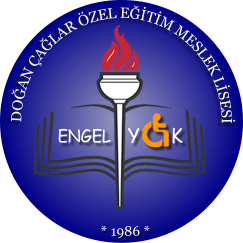 DOĞAN ÇAĞLAR ÖZEL EĞİTİM MESLEK LİSESİ
ENGEL YOK
* 1986 *